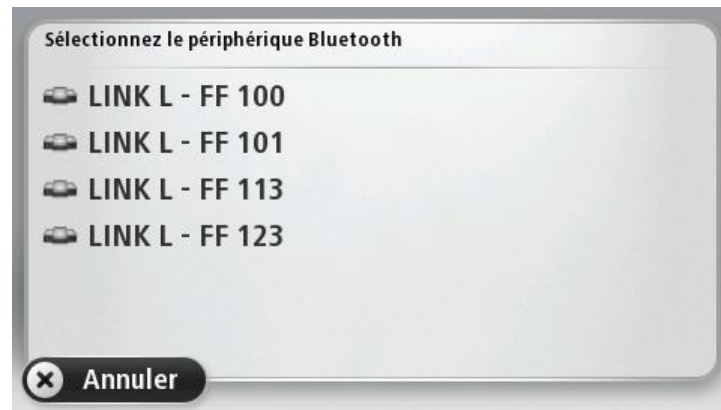 Sélectionnez le périphérique Bluetooth
LINK L - FF 100
LINK L - FF 101
LINK L - FF 113
LINK L - FF 123
Annuler